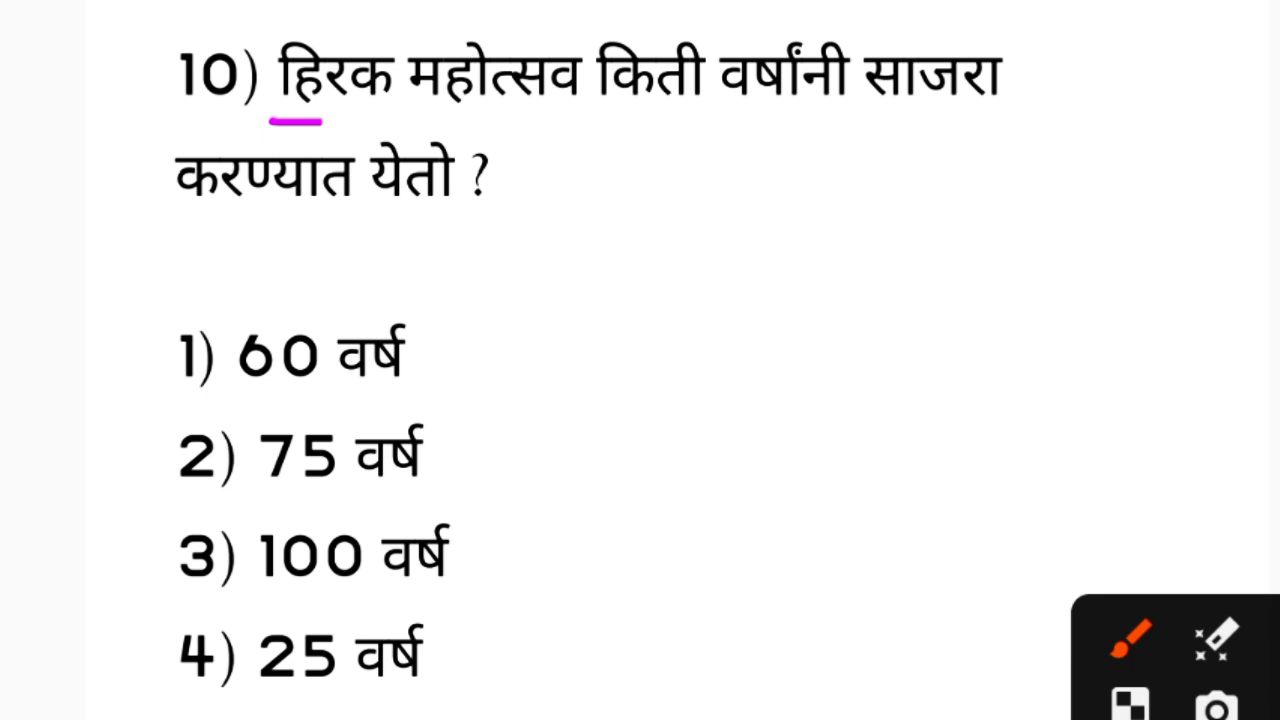 10) हिरक महोत्सव किती वर्षांनी साजरा
करण्यात येतो ?
1) 60 वर्ष
2) 75 वर्ष
3) 100 वर्ष
4) 25 वर्ष